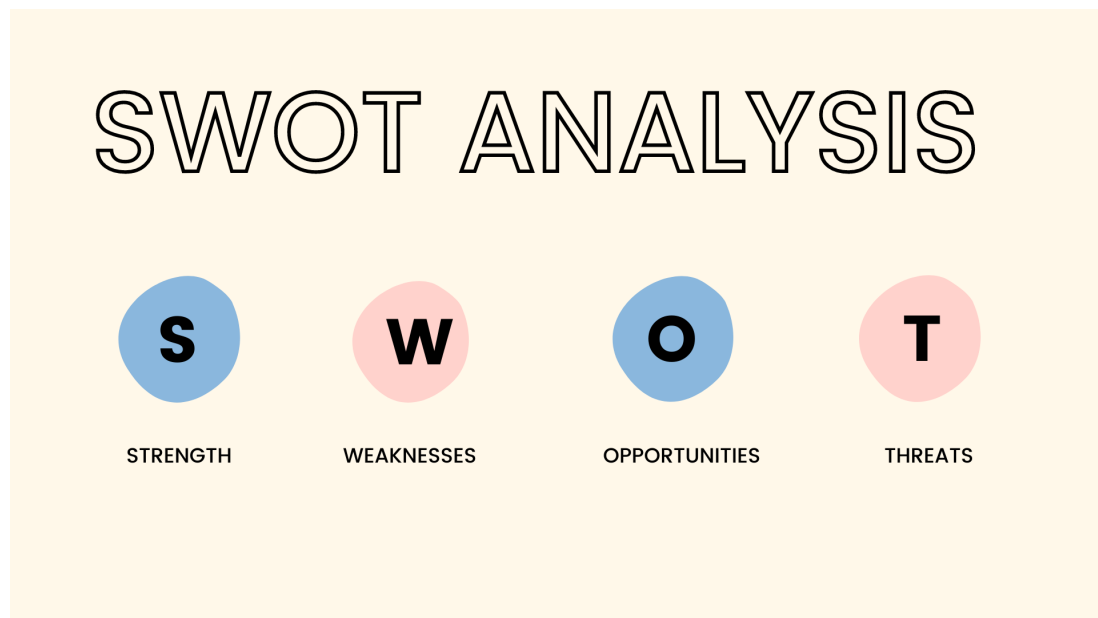 SWOT ANALYSIS
S W O T
STRENGTH WEAKNESSES OPPORTUNITIES THREATS